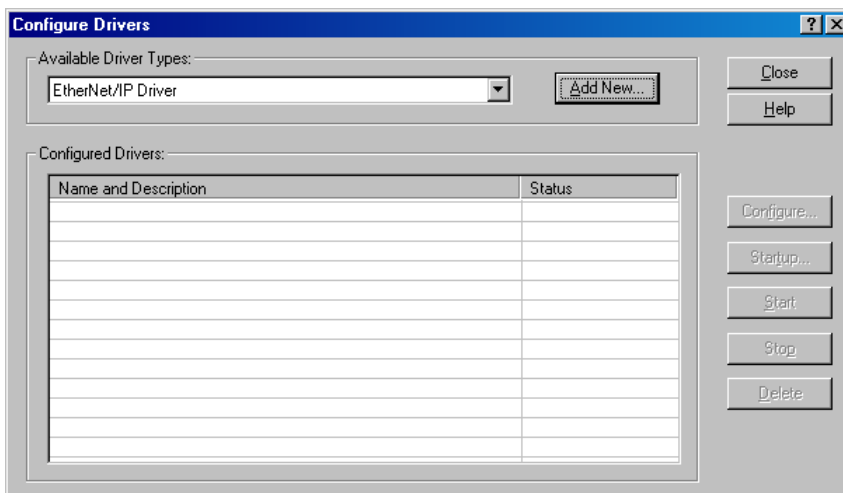 Configure Drivers
Available Driver Types:
EtherNet/IP Driver
Add New...
Close
Help
Configured Drivers:
Name and Description Status
Configure...
Startup...
Start
Stop
Delete